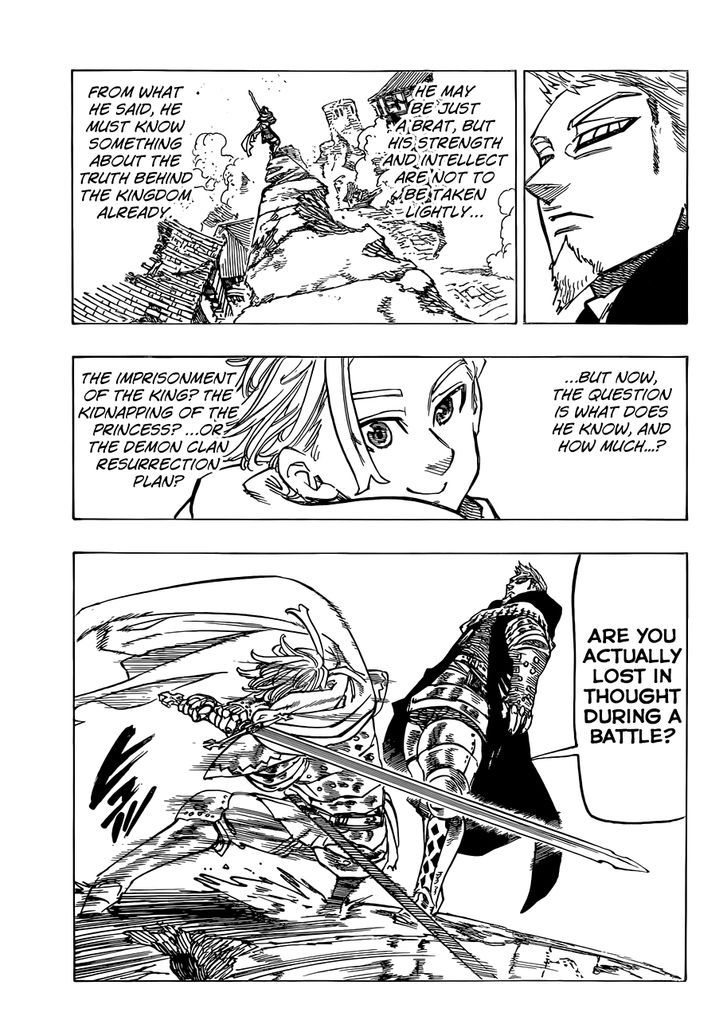 HE MAY
BE JUST
A BRAT, BUT
HIS STRENGTH
AND INTELLECT
ARE NOT TO
BE TAKEN
LIGHTLY...
FROM WHAT
HE SAID, HE
MUST KNOW
SOMETHING
ABOUT THE
TRUTH BEHIND
THE KINGDOM
ALREADY.
...BUT NOW,
THE QUESTION
IS WHAT DOES
HE KNOW, AND
HOW MUCH...?
THE IMPRISONMENT
OF THE KING? THE
KIDNAPPING OF THE
PRINCESS? ...OR
THE DEMON CLAN
RESURRECTION
PLAN?
ARE YOU
ACTUALLY
LOST IN
THOUGHT
DURING A
BATTLE?